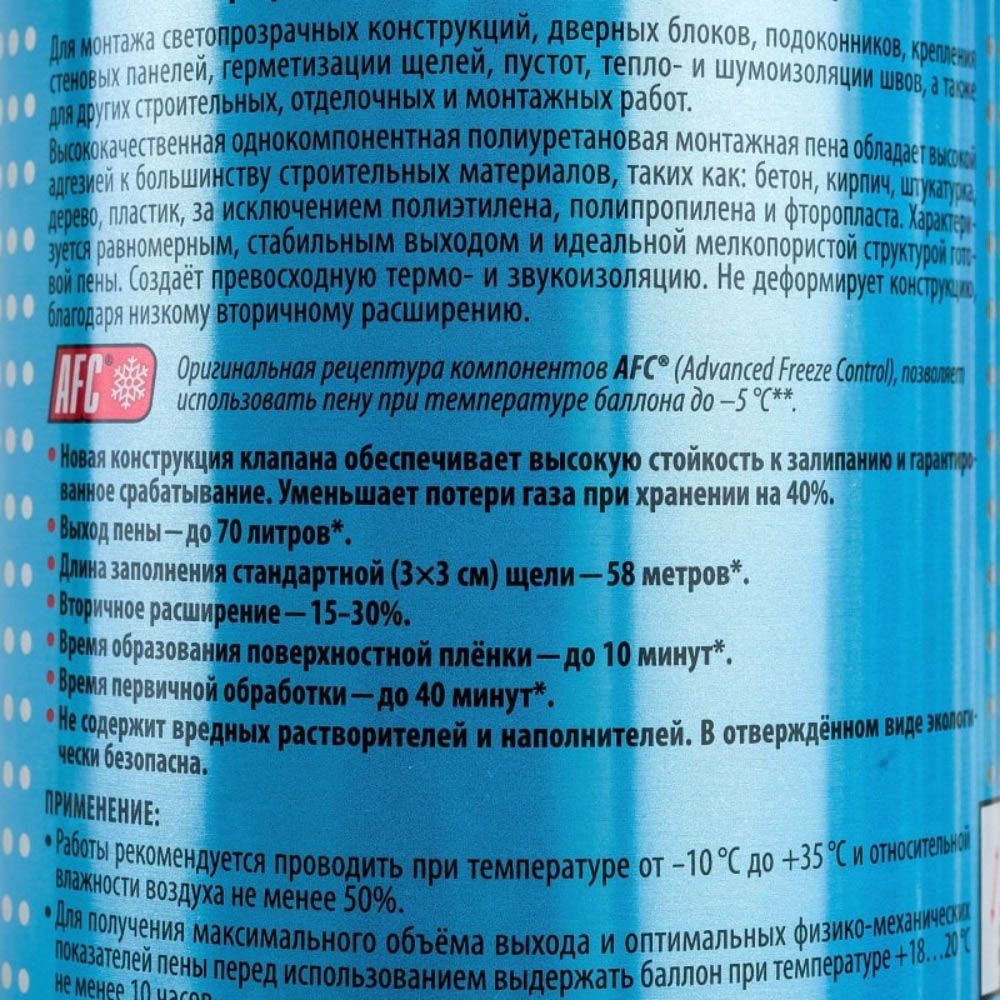 Для монтажа светопрозрачных конструкций, дверных блоков, подоконников, крепления
стеновых панелей, герметизации щелей, пустот, тепло- и шумоизоляции швов, а также
для других строительных, отделочных и монтажных работ.
Высококачественная однокомпонентная полиуретановая монтажная пена обладает высокой
адгезией к большинству строительных материалов, таких как: бетон, кирпич, штукатурка,
дерево, пластик, за исключением полиэтилена, полипропилена и фторопласта. Характери-
зуется равномерным, стабильным выходом и идеальной мелкопористой структурой гото-
вой пены. Создаёт превосходную термо- и звукоизоляцию. Не деформирует конструкцию,
благодаря низкому вторичному расширению.
AFC®
Оригинальная рецептура компонентов AFC® (Advanced Freeze Control), позволяет
использовать пену при температуре баллона до –5 °С**.
• Новая конструкция клапана обеспечивает высокую стойкость к залипанию и гарантиро-
ванное срабатывание. Уменьшает потери газа при хранении на 40%.
• Выход пены — до 70 литров*.
• Длина заполнения стандартной (3×3 см) щели — 58 метров*.
• Вторичное расширение — 15–30%.
• Время образования поверхностной плёнки — до 10 минут*.
• Время первичной обработки — до 40 минут*.
• Не содержит вредных растворителей и наполнителей. В отверждённом виде экологи-
чески безопасна.
ПРИМЕНЕНИЕ:
• Работы рекомендуется проводить при температуре от –10 °С до +35 °С и относительной
влажности воздуха не менее 50%.
• Для получения максимального объёма выхода и оптимальных физико-механических
показателей пены перед использованием выдержать баллон при температуре +18…20 °С
не менее 10 часов.